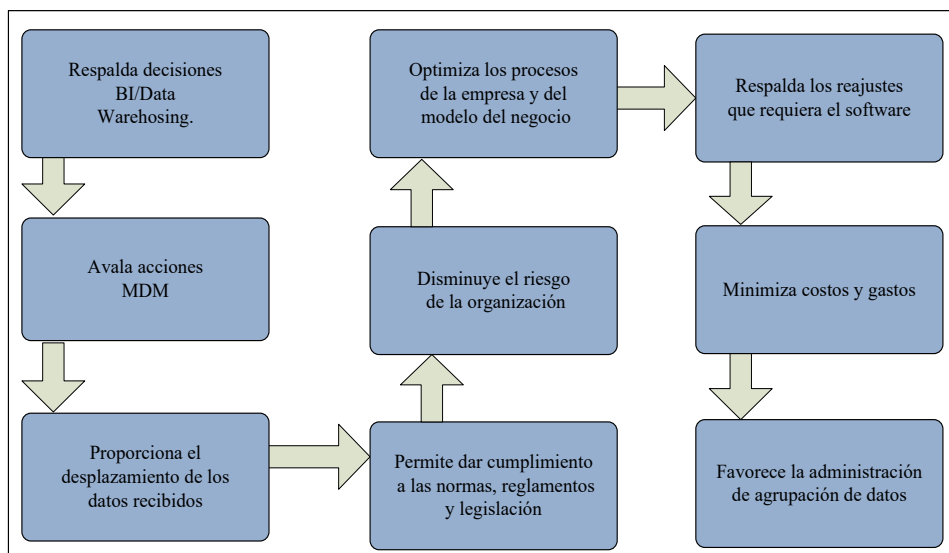 Respalda decisiones
BI/Data
Warehosing.
Avala acciones
MDM
Proporciona el
desplazamiento de los
datos recibidos
Permite dar cumplimiento
a las normas, reglamentos
y legislación
Disminuye el riesgo
de la organización
Optimiza los procesos
de la empresa y del
modelo del negocio
Respalda los reajustes
que requiera el software
Minimiza costos y gastos
Favorece la administración
de agrupación de datos